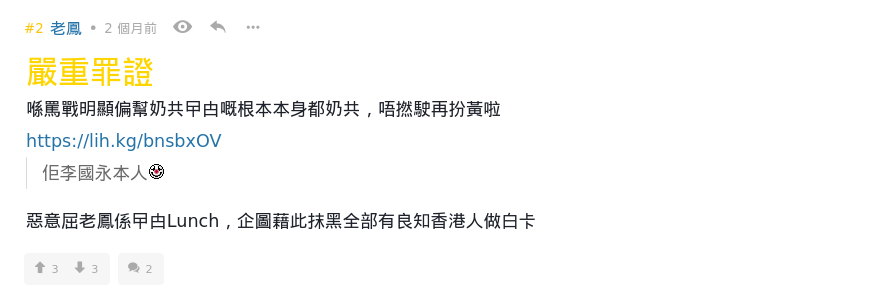 #2 老鳳 • 2 個月前
嚴重罪證
喺罵戰明顯偏幫奶共曱甴嘅根本本身都奶共，唔撚駛再扮黃啦
https://lih.kg/bnsbxOV
佢李國永本人
惡意屈老鳳係曱甴Lunch，企圖藉此抹黑全部有良知香港人做白卡
3 3 2